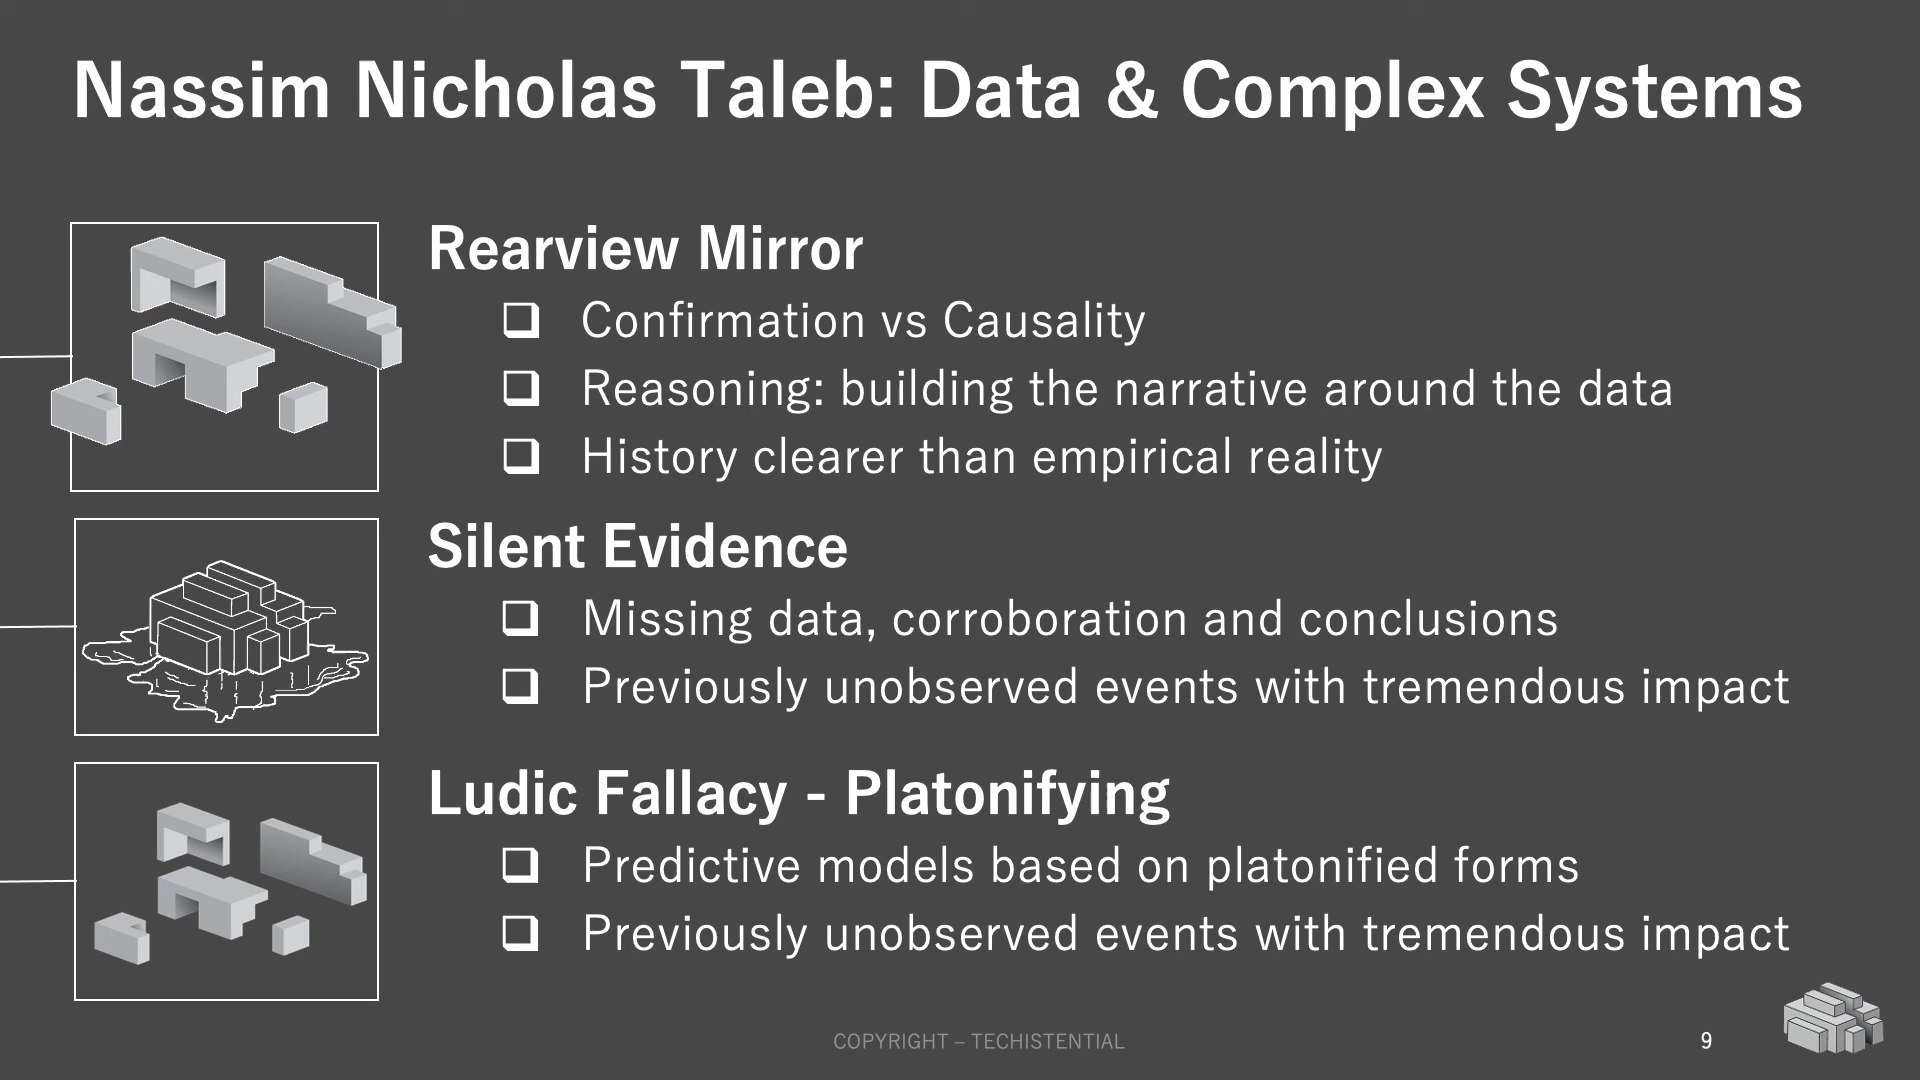 Nassim Nicholas Taleb: Data & Complex Systems
Rearview Mirror
Confirmation vs Causality
Reasoning: building the narrative around the data
History clearer than empirical reality
Silent Evidence
Missing data, corroboration and conclusions
Previously unobserved events with tremendous impact
Ludic Fallacy - Platonifying
Predictive models based on platonified forms
Previously unobserved events with tremendous impact
COPYRIGHT – TECHISTENTIAL
9